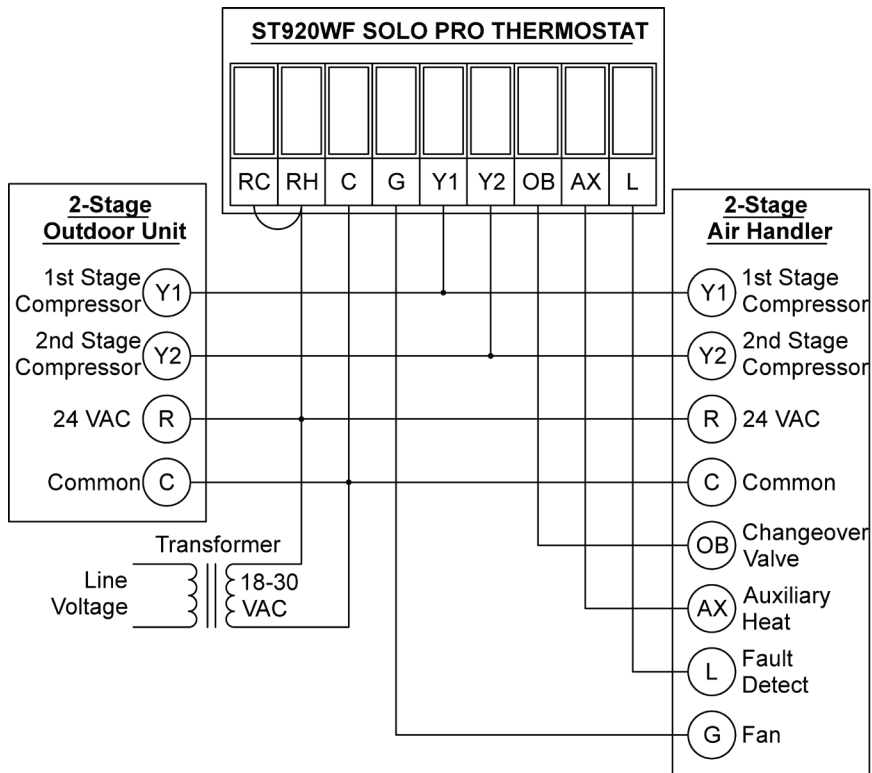 ST920WF SOLO PRO THERMOSTAT
RC RH C G Y1 Y2 OB AX L
2-Stage
Outdoor Unit
1st Stage
Compressor
Y1
2nd Stage
Compressor
Y2
24 VAC
R
Common
C
Transformer
Line
Voltage
18-30
VAC
2-Stage
Air Handler
Y1
1st Stage
Compressor
Y2
2nd Stage
Compressor
R
24 VAC
C
Common
OB
Changeover
Valve
AX
Auxiliary
Heat
L
Fault
Detect
G
Fan